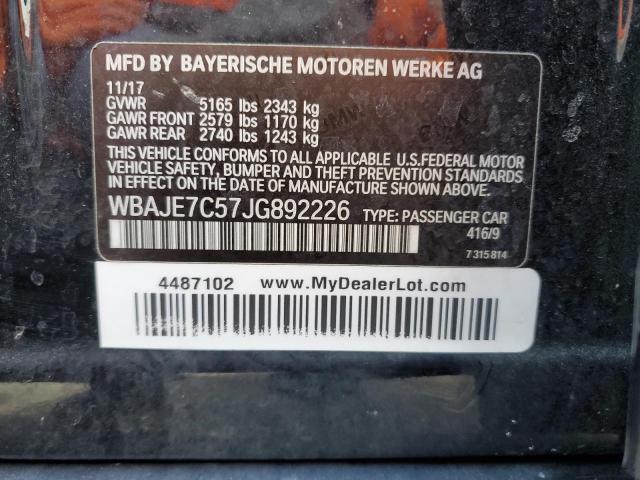 MFD BY BAYERISCHE MOTOREN WERKE AG
11/17
GVWR 5165 lbs 2343 kg
GAWR FRONT 2579 lbs 1170 kg
GAWR REAR 2740 lbs 1243 kg
THIS VEHICLE CONFORMS TO ALL APPLICABLE U.S.FEDERAL MOTOR
VEHICLE SAFETY, BUMPER AND THEFT PREVENTION STANDARDS
IN EFFECT ON THE DATE OF MANUFACTURE SHOWN ABOVE.
WBAJE7C57JG892226 TYPE: PASSENGER CAR
416/9
7 315 814
4487102 www.MyDealerLot.com